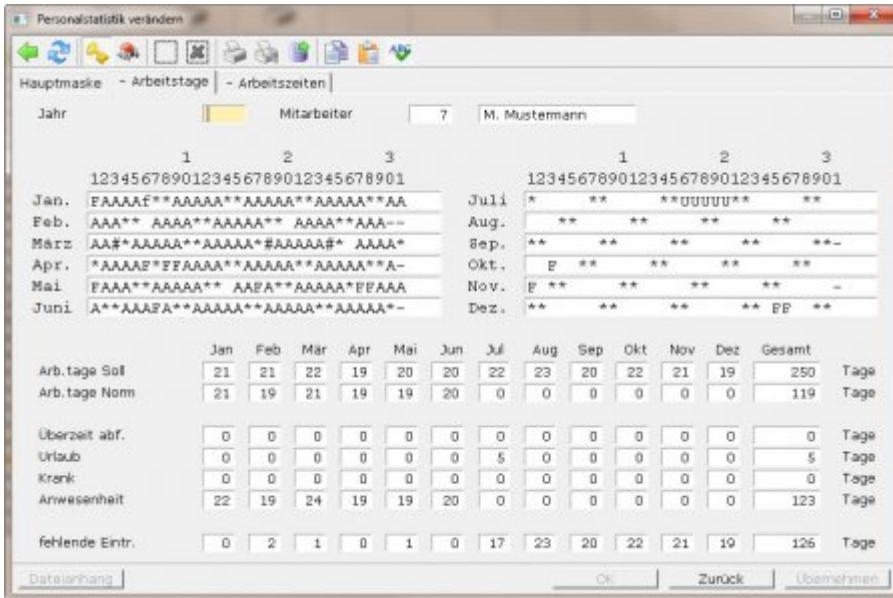 Personalstatistik verändern
Hauptmaske - Arbeitstage - Arbeitszeiten
Jahr Mitarbeiter 7 M. Mustermann
1 2 3 1 2 3
1234567890123456789012345678901 1234567890123456789012345678901
Jan. FAAAAf**AAAAA**AAAAA**AAAAA**AA Juli * ** **UUUUU** **
Feb. AAA** AAAA**AAAAA** AAAA**AAA-- Aug. ** ** ** **
März AA#*AAAAA**AAAAA*#AAAAA#* AAAA* Sep. ** ** ** ** **-
Apr. *AAAAF*FFAAAA**AAAAA**AAAAA**A- Okt. F ** ** ** **
Mai FAAA**AAAAA** AAFA**AAAAA*FFAAA Nov. F ** ** ** ** -
Juni A**AAAFA**AAAAA**AAAAA**AAAAA*- Dez. ** ** ** ** FF **
Jan Feb Mär Apr Mai Jun Jul Aug Sep Okt Nov Dez Gesamt
Arb.tage Soll 21 21 22 19 20 20 22 23 20 22 21 19 250 Tage
Arb.tage Norm 21 19 21 19 19 20 0 0 0 0 0 0 119 Tage
Überzeit abf. 0 0 0 0 0 0 0 0 0 0 0 0 0 Tage
Urlaub 0 0 0 0 0 0 5 0 0 0 0 0 5 Tage
Krank 0 0 0 0 0 0 0 0 0 0 0 0 0 Tage
Anwesenheit 22 19 24 19 19 20 0 0 0 0 0 0 123 Tage
fehlende Eintr. 0 2 1 0 1 0 17 23 20 22 21 19 126 Tage
Dateianhang OK Zurück Übernehmen